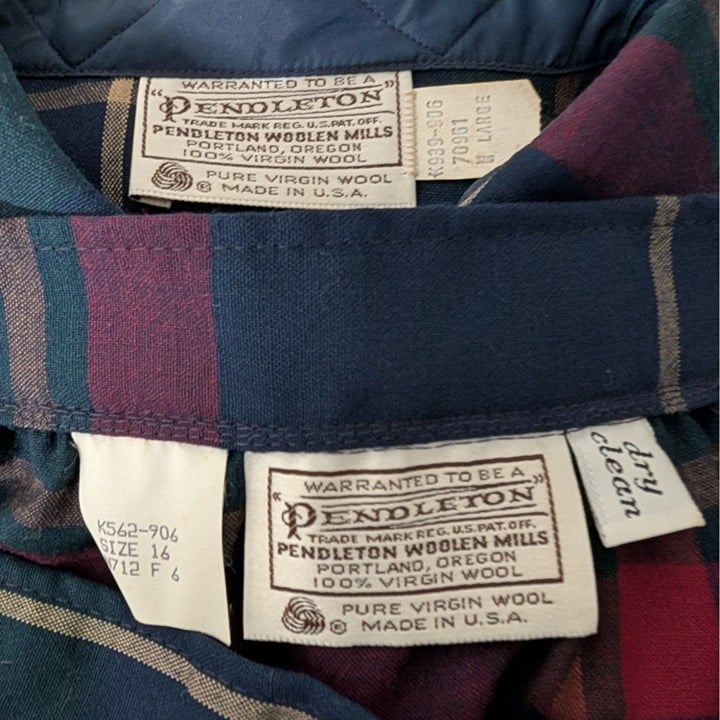 WARRANTED TO BE A
"PENDLETON"
TRADE MARK REG. U.S. PAT. OFF.
PENDLETON WOOLEN MILLS
PORTLAND, OREGON
100% VIRGIN WOOL
PURE VIRGIN WOOL
® MADE IN U.S.A.
K989-906
70961
W LARGE
K562-906
SIZE 16
W712 F 6
WARRANTED TO BE A
"PENDLETON"
TRADE MARK REG. U.S. PAT. OFF.
PENDLETON WOOLEN MILLS
PORTLAND, OREGON
100% VIRGIN WOOL
PURE VIRGIN WOOL
® MADE IN U.S.A.
dry
clean